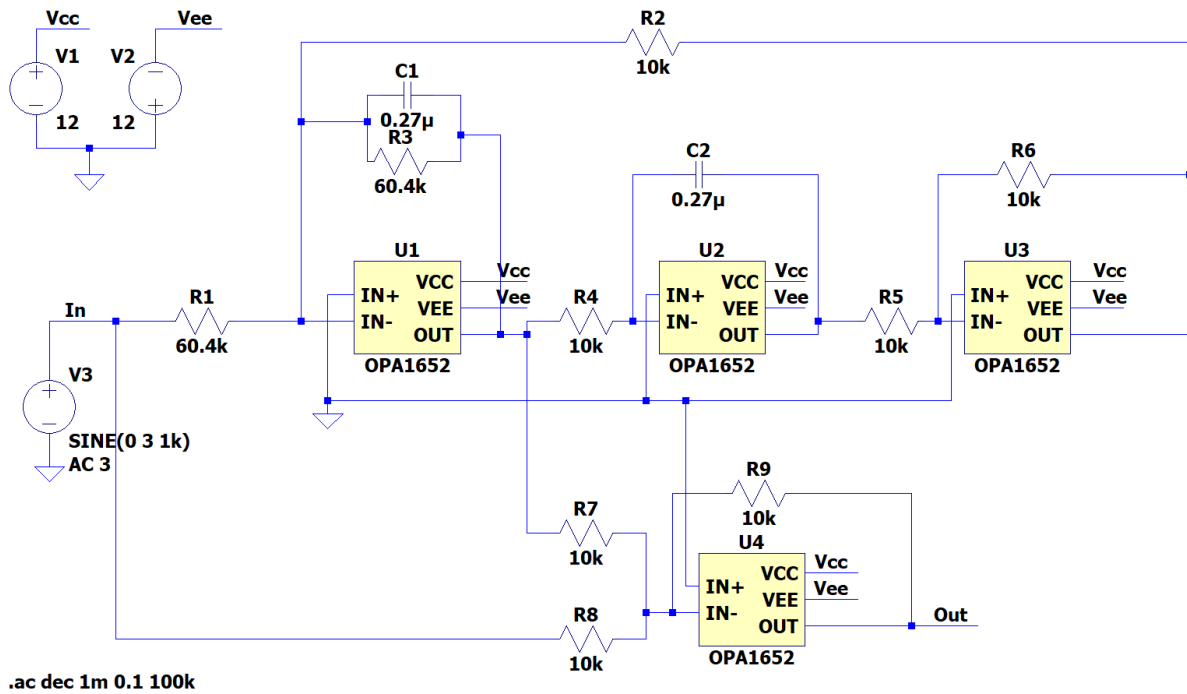 Vcc
Vee
V1
12
V2
12
R2
10k
C1
0.27µ
R3
60.4k
C2
0.27µ
R6
10k
U1
VCC
VEE
OUT
IN+
IN-
OPA1652
Vcc
Vee
U2
VCC
VEE
OUT
IN+
IN-
OPA1652
Vcc
Vee
U3
VCC
VEE
OUT
IN+
IN-
OPA1652
Vcc
Vee
In
R1
60.4k
R4
10k
R5
10k
V3
SINE(0 3 1k)
AC 3
R9
10k
R7
10k
R8
10k
U4
VCC
VEE
OUT
IN+
IN-
OPA1652
Vcc
Vee
Out
.ac dec 1m 0.1 100k